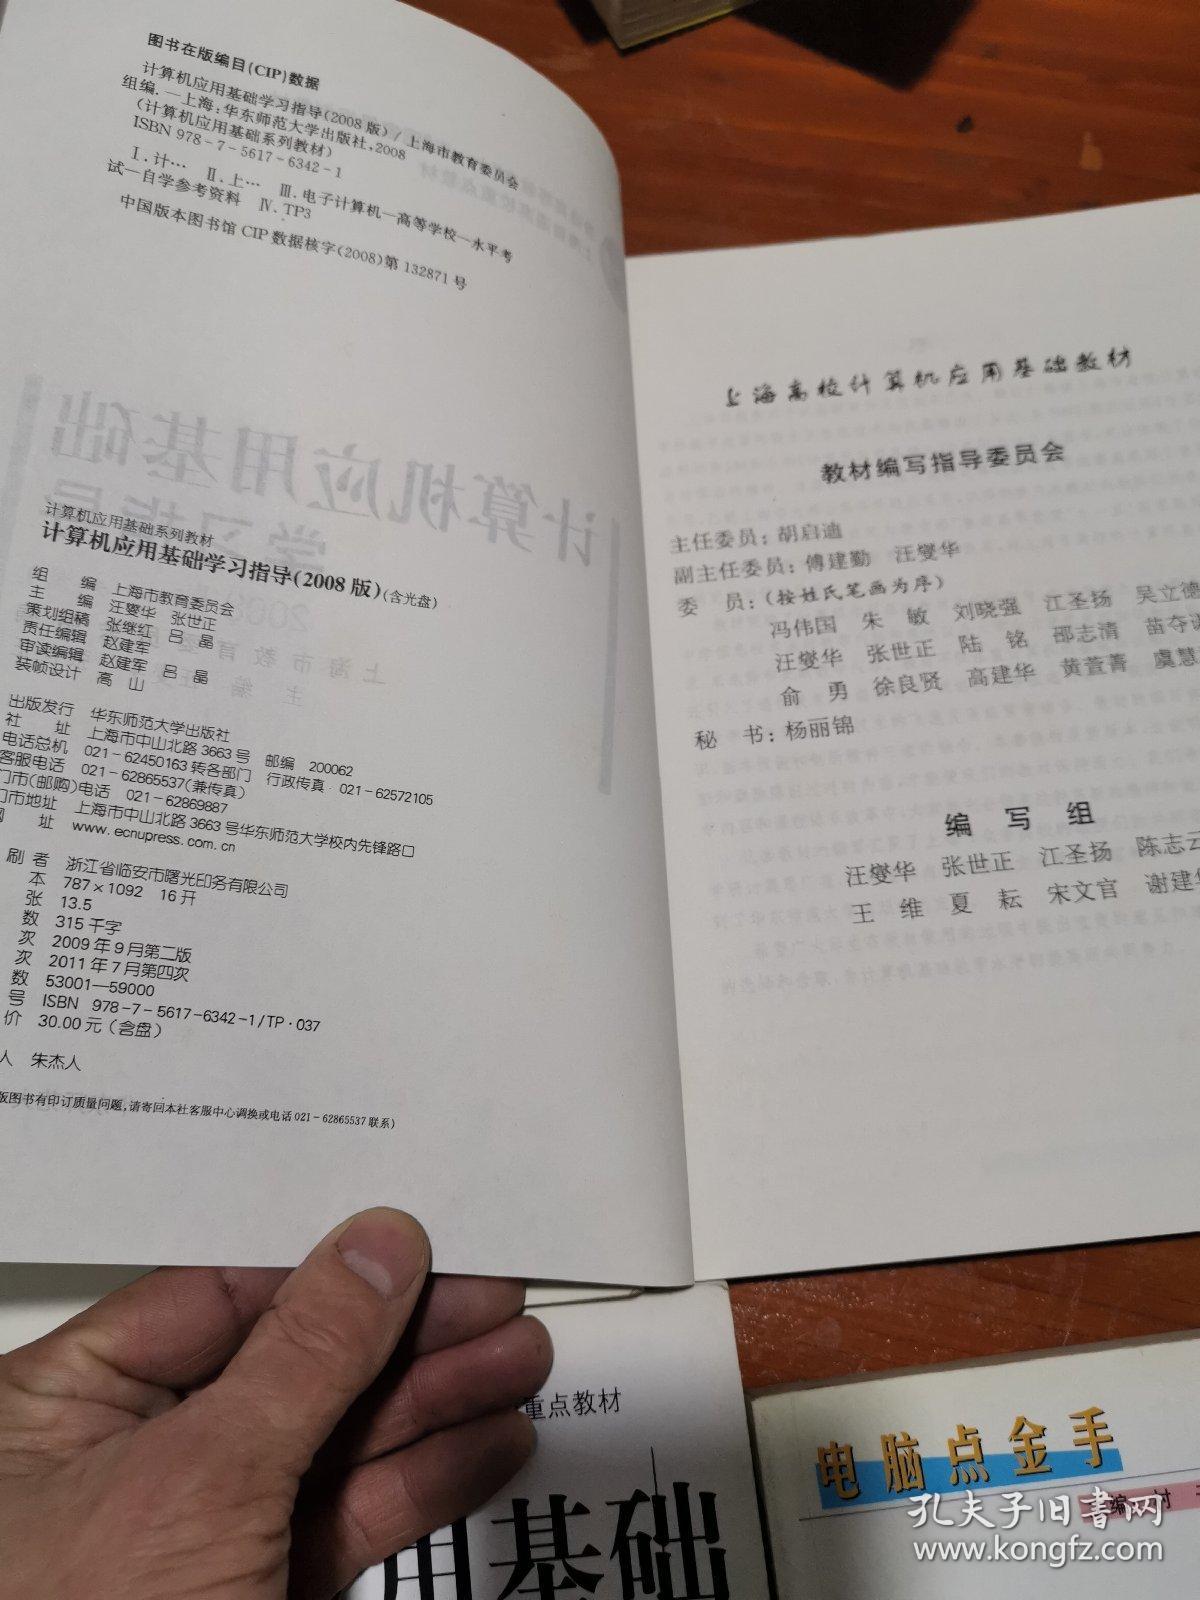 图书在版编目(CIP)数据
计算机应用基础学习指导(2008版)/上海市教育委员会
组编.—上海:华东师范大学出版社,2008
(计算机应用基础系列教材)
ISBN 978-7-5617-6342-1
Ⅰ.计… Ⅱ.上… Ⅲ.电子计算机—高等学校—水平考
试—自学参考资料 Ⅳ.TP3
中国版本图书馆CIP数据核字(2008)第132871号
计算机应用基础系列教材
计算机应用基础学习指导(2008版)(含光盘)
组 编 上海市教育委员会
主 编 汪燮华 张世正
策划组稿 张继红 吕晶
责任编辑 赵建军
审读编辑 赵建军 吕晶
装帧设计 高山
出版发行 华东师范大学出版社
社 址 上海市中山北路3663号 邮编 200062
电话总机 021-62450163转各部门 行政传真 021-62572105
客服电话 021-62865537(兼传真)
门市(邮购)电话 021-62869887
门市地址 上海市中山北路3663号华东师范大学校内先锋路口
网 址 www.ecnupress.com.cn
刷者 浙江省临安市曙光印务有限公司
本 787×1092 16开
张 13.5
数 315千字
次 2009年9月第二版
次 2011年7月第四次
数 53001—59000
号 ISBN 978-7-5617-6342-1/TP·037
价 30.00元(含盘)
人 朱杰人
版图书有印订质量问题,请寄回本社客服中心调换或电话021-62865537联系)
上海高校计算机应用基础教材
教材编写指导委员会
主任委员:胡启迪
副主任委员:傅建勤 汪燮华
委 员:(按姓氏笔画为序)
冯伟国 朱 敏 刘晓强 江圣扬 吴立德
汪燮华 张世正 陆 铭 邵志清 苗夺谦
俞 勇 徐良贤 高建华 黄萱菁 虞慧
秘 书:杨丽锦
编写组
汪燮华 张世正 江圣扬 陈志云
王 维 夏 耘 宋文官 谢建华
重点教材
用基础
电脑点金手
编
孔夫子旧书网
www.kongfz.com